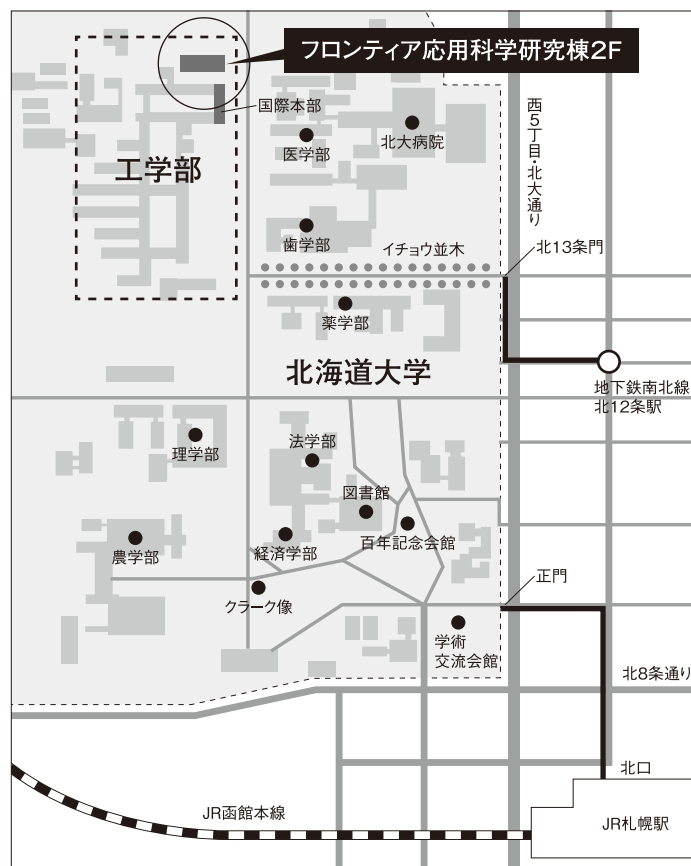 フロンティア応用科学研究棟2F
国際本部
工学部
医学部
北大病院
西5丁目・北大通り
歯学部
イチョウ並木
北13条門
薬学部
北海道大学
地下鉄南北線
北12条駅
理学部
法学部
図書館
農学部
経済学部
百年記念会館
クラーク像
正門
学術
交流会館
北8条通り
北口
JR函館本線
JR札幌駅